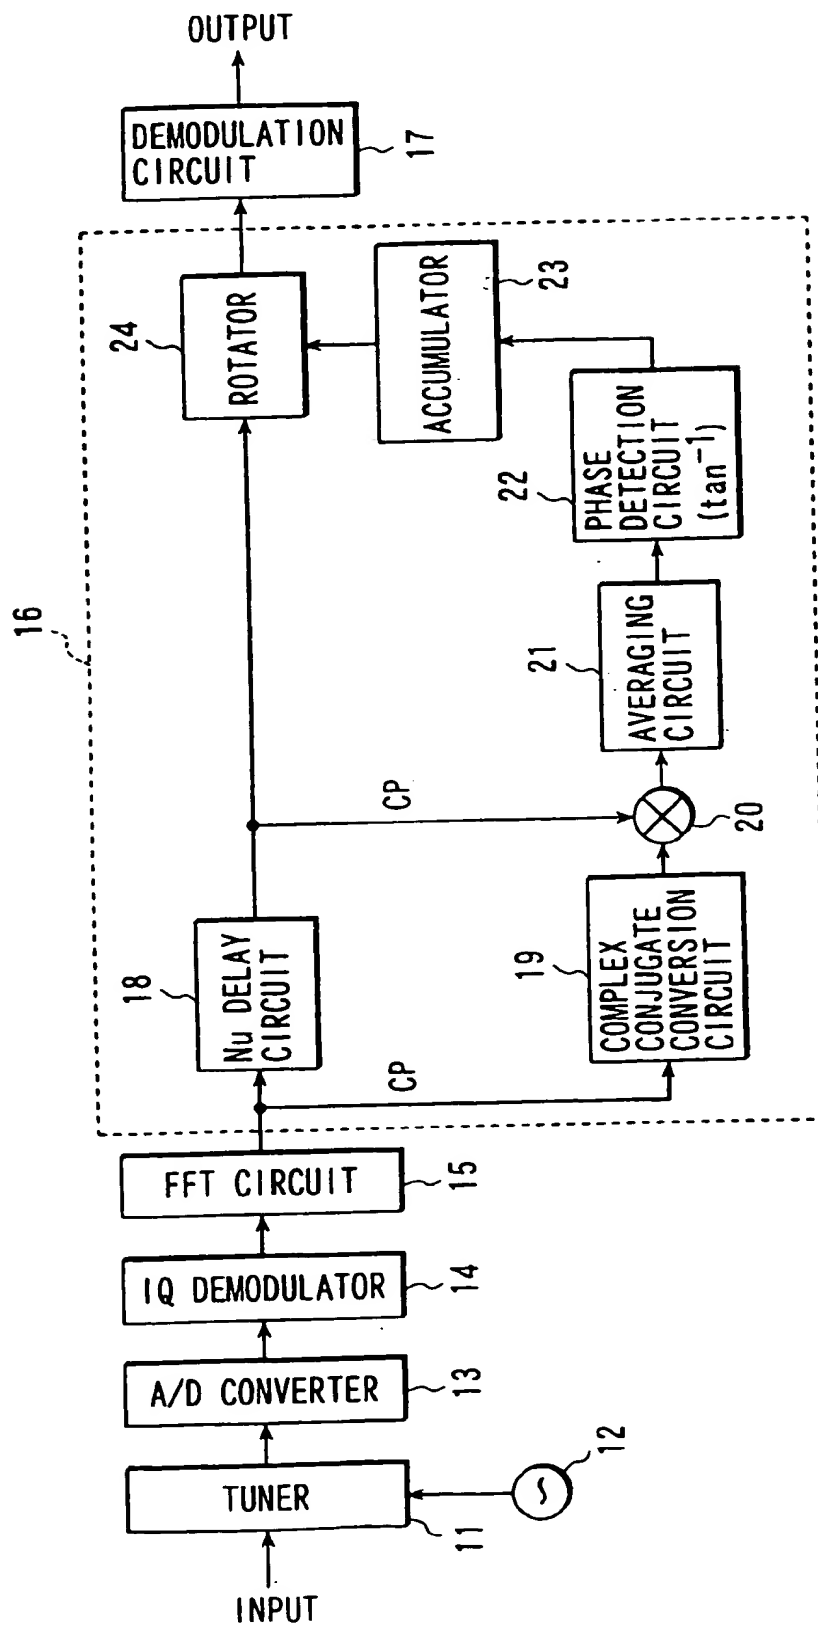 INPUT
TUNER
11
12
A/D CONVERTER
13
IQ DEMODULATOR
14
FFT CIRCUIT
15
16
Nu DELAY
CIRCUIT
18
CP
COMPLEX
CONJUGATE
CONVERSION
CIRCUIT
19
CP
20
AVERAGING
CIRCUIT
21
PHASE
DETECTION
CIRCUIT
(tan⁻¹)
22
ACCUMULATOR
23
ROTATOR
24
DEMODULATION
CIRCUIT
17
OUTPUT